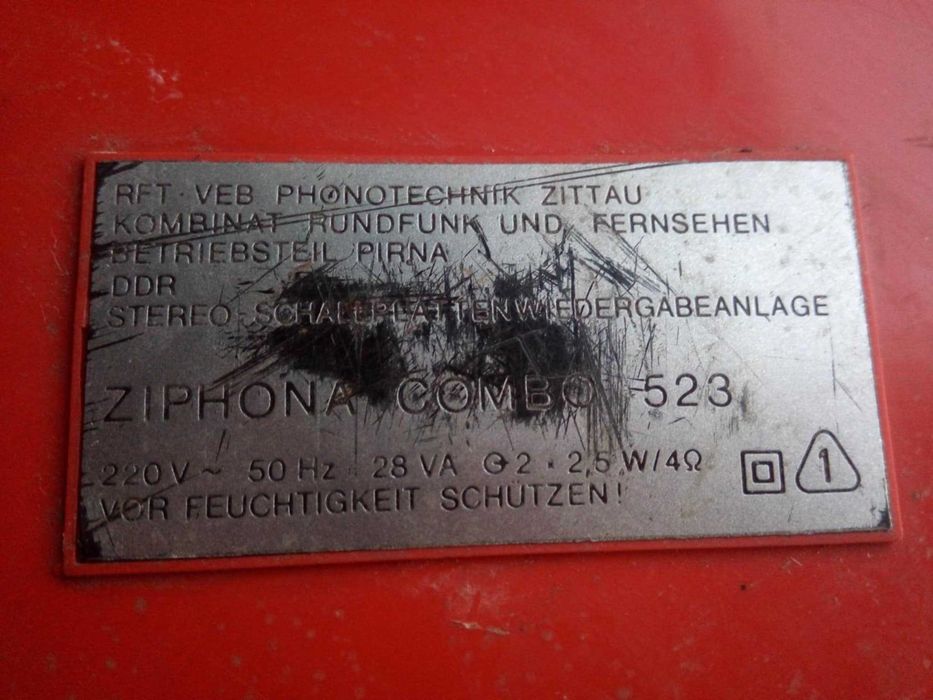 RFT · VEB PHONOTECHNIK ZITTAU
KOMBINAT RUNDFUNK UND FERNSEHEN
BETRIEBSTEIL PIRNA
DDR
STEREO-SCHALLPLATTENWIEDERGABEANLAGE
ZIPHONA COMBO 523
220 V ~ 50 Hz 28 VA 2 · 2,5 W/4Ω 1
VOR FEUCHTIGKEIT SCHÜTZEN!